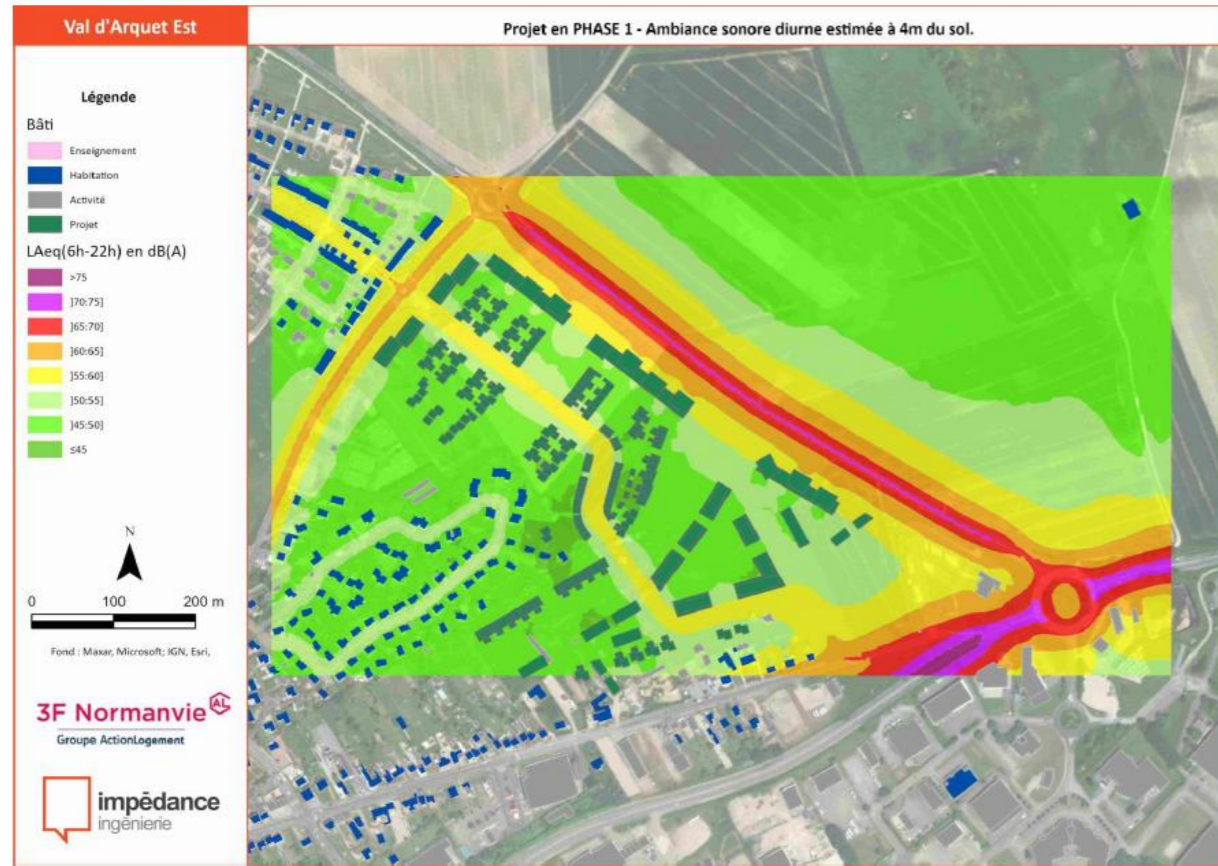 Val d'Arquet Est
Projet en PHASE 1 - Ambiance sonore diurne estimée à 4m du sol.
Légende
Bâti
Enseignement
Habitation
Activité
Projet
LAeq(6h-22h) en dB(A)
>75
]70:75]
]65:70]
]60:65]
]55:60]
]50:55]
]45:50]
≤45
N
0 100 200 m
Fond : Maxar, Microsoft; IGN, Esri,
3F Normanvie AL
Groupe ActionLogement
impédance
ingénierie